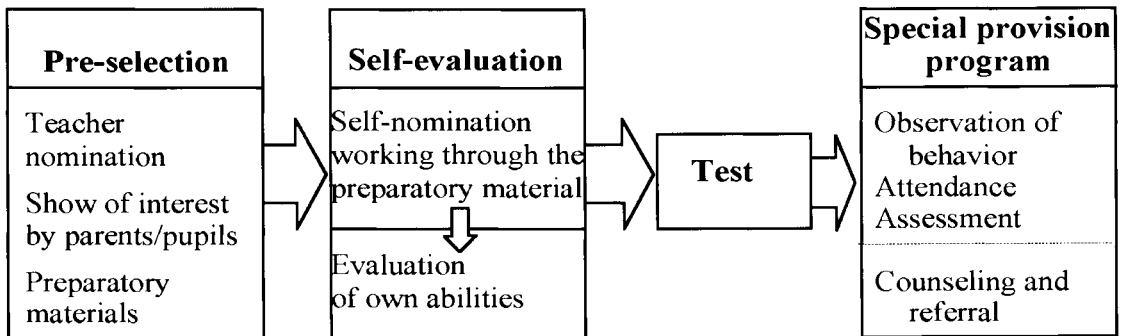 Pre-selection
Teacher
nomination
Show of interest
by parents/pupils
Preparatory
materials
Self-evaluation
Self-nomination
working through the
preparatory material
Evaluation
of own abilities
Test
Special provision
program
Observation of
behavior
Attendance
Assessment
Counseling and
referral